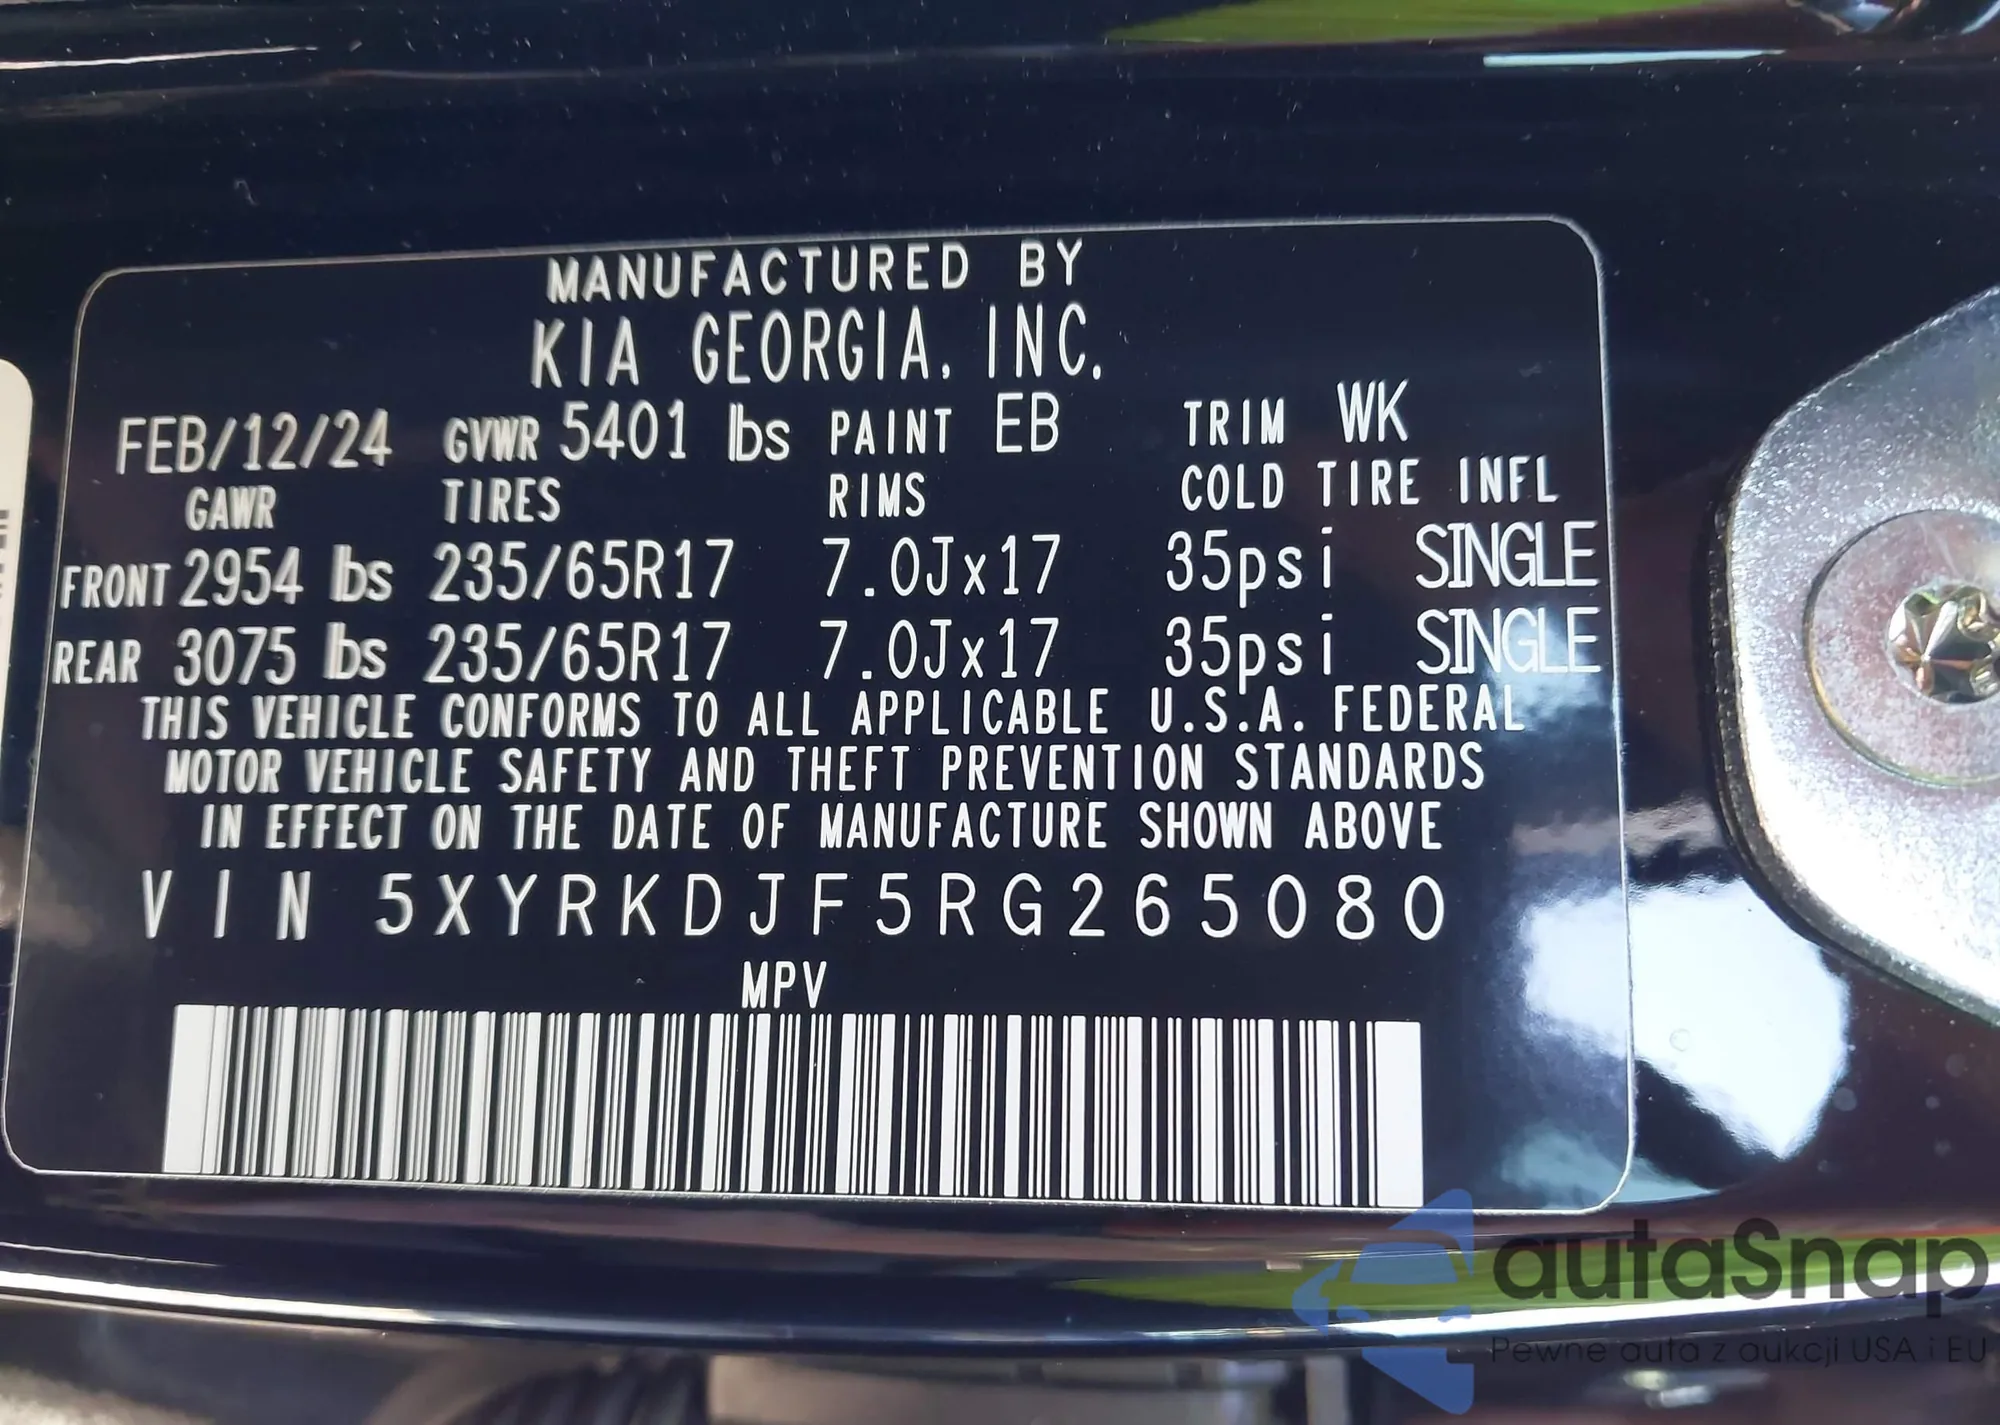 MANUFACTURED BY
KIA GEORGIA, INC.
FEB/12/24 GVWR 5401 lbs PAINT EB TRIM WK
GAWR TIRES RIMS COLD TIRE INFL
FRONT 2954 lbs 235/65R17 7.0Jx17 35psi SINGLE
REAR 3075 lbs 235/65R17 7.0Jx17 35psi SINGLE
THIS VEHICLE CONFORMS TO ALL APPLICABLE U.S.A. FEDERAL
MOTOR VEHICLE SAFETY AND THEFT PREVENTION STANDARDS
IN EFFECT ON THE DATE OF MANUFACTURE SHOWN ABOVE
VIN 5XYRKDJF5RG265080
MPV
autaSnap
Pewne auta z aukcji USA i EU